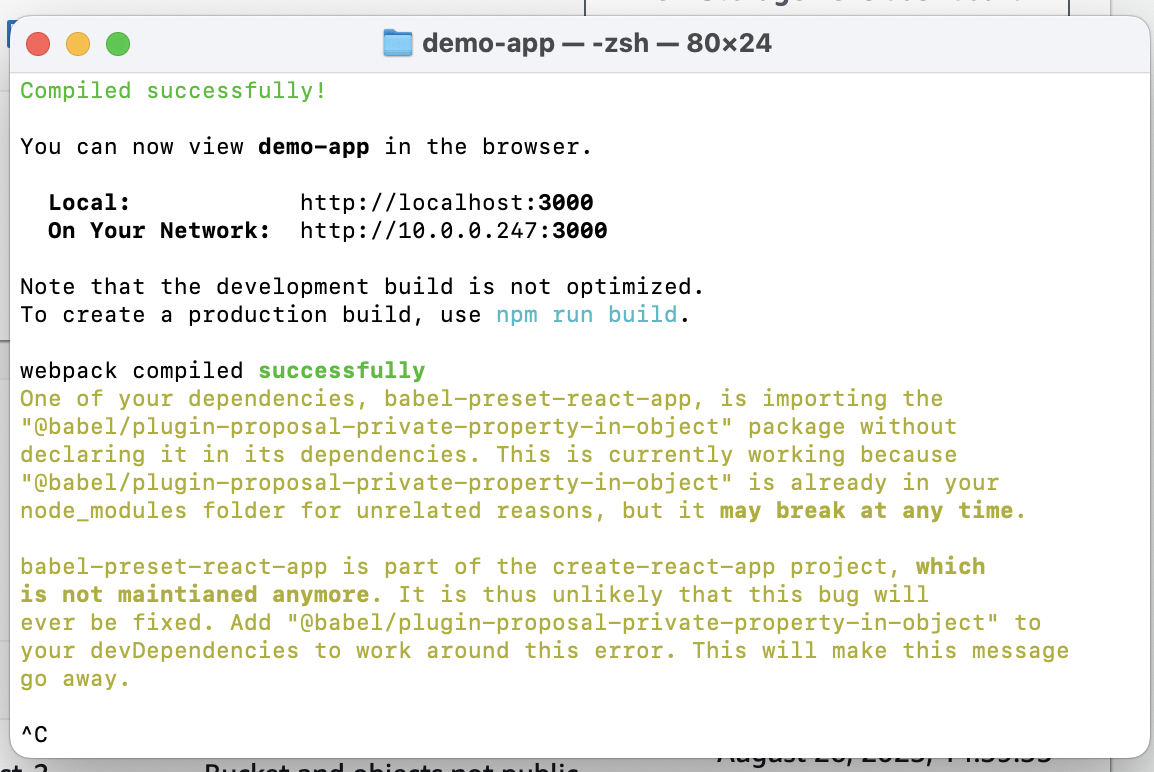 demo-app — -zsh — 80×24
Compiled successfully!
You can now view demo-app in the browser.
Local: http://localhost:3000
On Your Network: http://10.0.0.247:3000
Note that the development build is not optimized.
To create a production build, use npm run build.
webpack compiled successfully
One of your dependencies, babel-preset-react-app, is importing the
"@babel/plugin-proposal-private-property-in-object" package without
declaring it in its dependencies. This is currently working because
"@babel/plugin-proposal-private-property-in-object" is already in your
node_modules folder for unrelated reasons, but it may break at any time.
babel-preset-react-app is part of the create-react-app project, which
is not maintianed anymore. It is thus unlikely that this bug will
ever be fixed. Add "@babel/plugin-proposal-private-property-in-object" to
your devDependencies to work around this error. This will make this message
go away.
^C
Bucket and objects not public